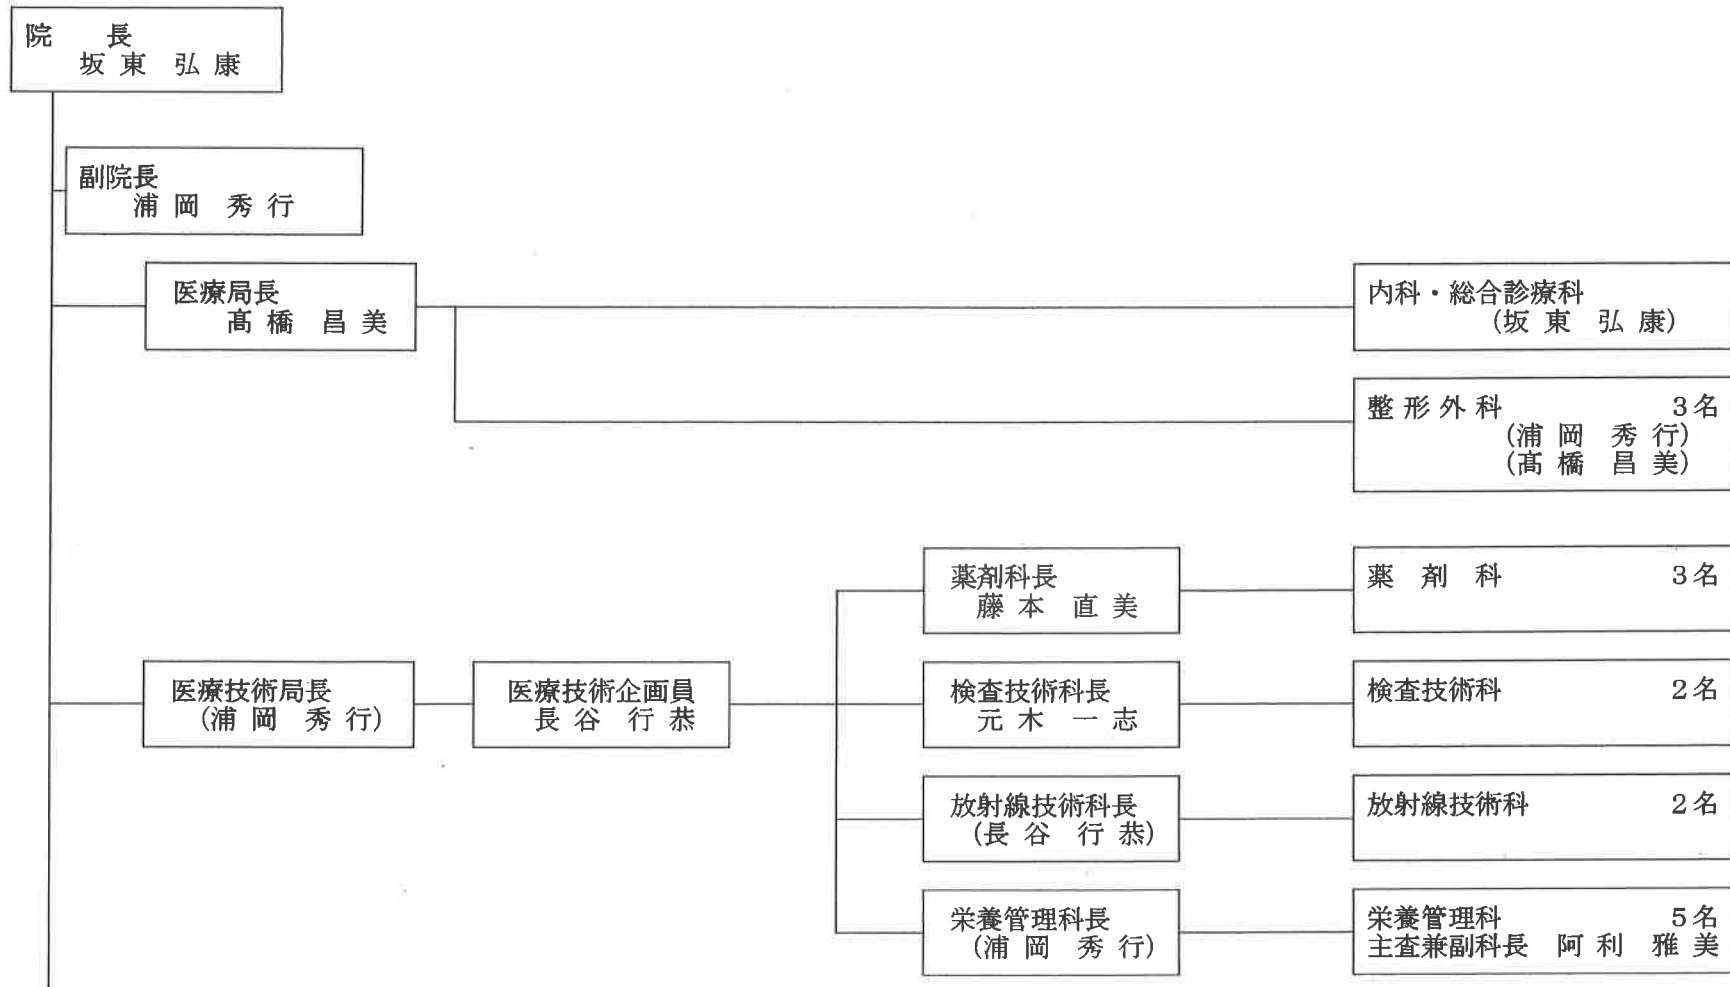 院　　長
坂 東　弘 康
副院長
浦 岡　秀 行
医療局長
髙 橋　昌 美
内科・総合診療科
(坂 東　弘 康)
整 形 外 科　3名
(浦 岡　秀 行)
(髙 橋　昌 美)
薬剤科長
藤 本　直 美
薬　剤　科　3名
医療技術局長
(浦 岡　秀 行)
医療技術企画員
長 谷　行 恭
検査技術科長
元 木　一 志
検査技術科　2名
放射線技術科長
(長 谷　行 恭)
放射線技術科　2名
栄養管理科長
(浦 岡　秀 行)
栄養管理科　5名
主査兼副科長　阿 利　雅 美